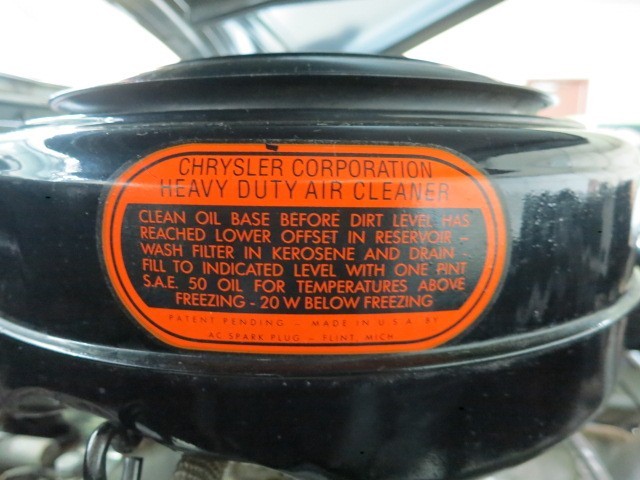 CHRYSLER CORPORATION
HEAVY DUTY AIR CLEANER
CLEAN OIL BASE BEFORE DIRT LEVEL HAS
REACHED LOWER OFFSET IN RESERVOIR -
WASH FILTER IN KEROSENE AND DRAIN -
FILL TO INDICATED LEVEL WITH ONE PINT
S.A.E. 50 OIL FOR TEMPERATURES ABOVE
FREEZING - 20 W BELOW FREEZING
PATENT PENDING - MADE IN U.S.A. BY
AC SPARK PLUG - FLINT, MICH.